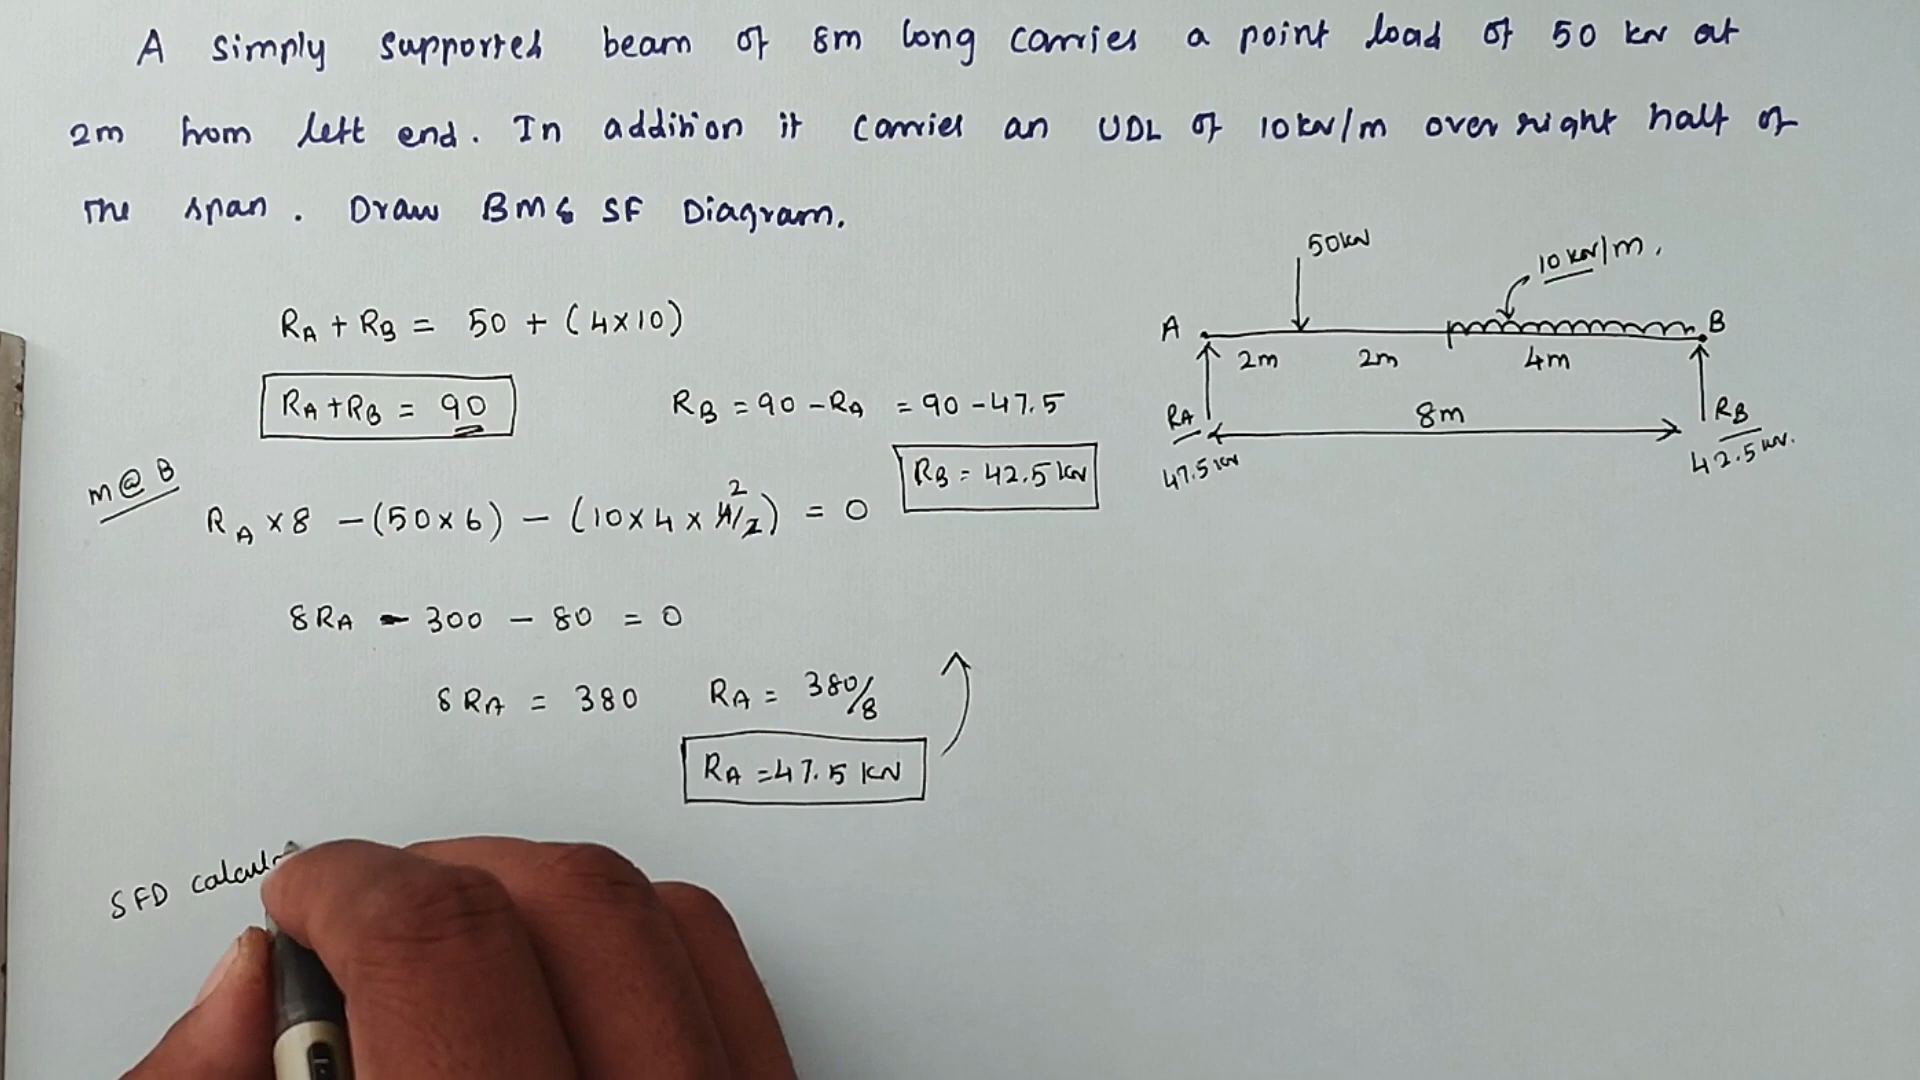 A simply supported beam of 8m long carries a point load of 50 kN at
2m from left end. In addition it carries an UDL of 10kN/m over right half of
the span. Draw BM & SF Diagram.
50kN
10 kN/m.
RA + RB = 50 + (4×10)
A
B
2m 2m 4m
RA + RB = 90
RB = 90 - RA = 90 - 47.5
RA
8m
RB
47.5 kN
42.5 kN.
RB = 42.5 kN
m@B
RA × 8 - (50×6) - (10×4×4/2) = 0
2
8RA - 300 - 80 = 0
8RA = 380 RA = 380/8
RA = 47.5 KN
SFD calcul